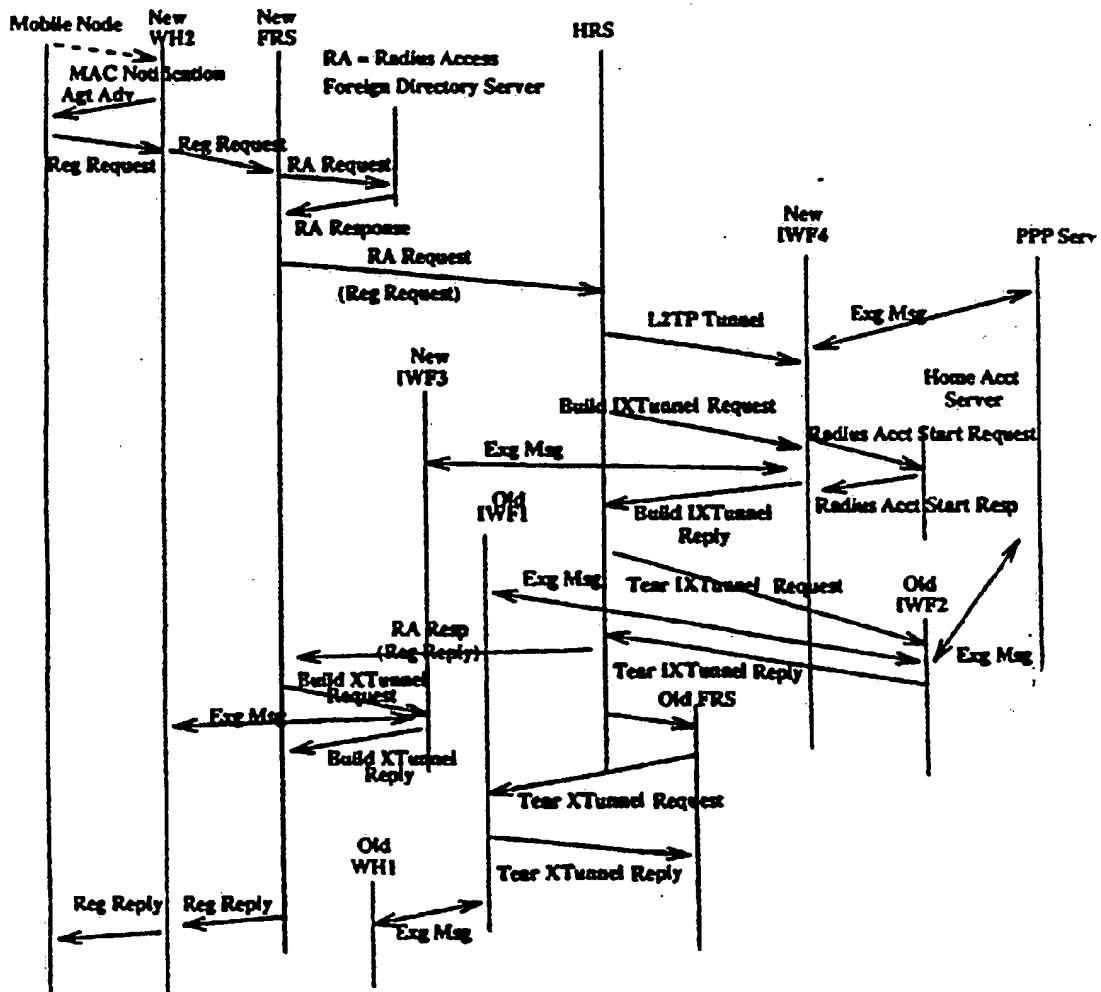 Mobile Node
New
WH2
New
FRS
HRS
RA = Radius Access
Foreign Directory Server
MAC Notification
Agt Adv
Reg Request
Reg Request
RA Request
RA Response
RA Request
(Reg Request)
New
IWF4
PPP Serv
L2TP Tunnel
Exg Msg
New
IWF3
Home Acct
Server
Build IXTunnel Request
Radius Acct Start Request
Exg Msg
Old
IWF1
Build IXTunnel
Reply
Radius Acct Start Resp
Exg Msg
Tear IXTunnel Request
Old
IWF2
RA Resp
(Reg Reply)
Exg Msg
Tear IXTunnel Reply
Build XTunnel
Request
Old FRS
Exg Msg
Build XTunnel
Reply
Tear XTunnel Request
Old
WH1
Tear XTunnel Reply
Reg Reply
Reg Reply
Exg Msg